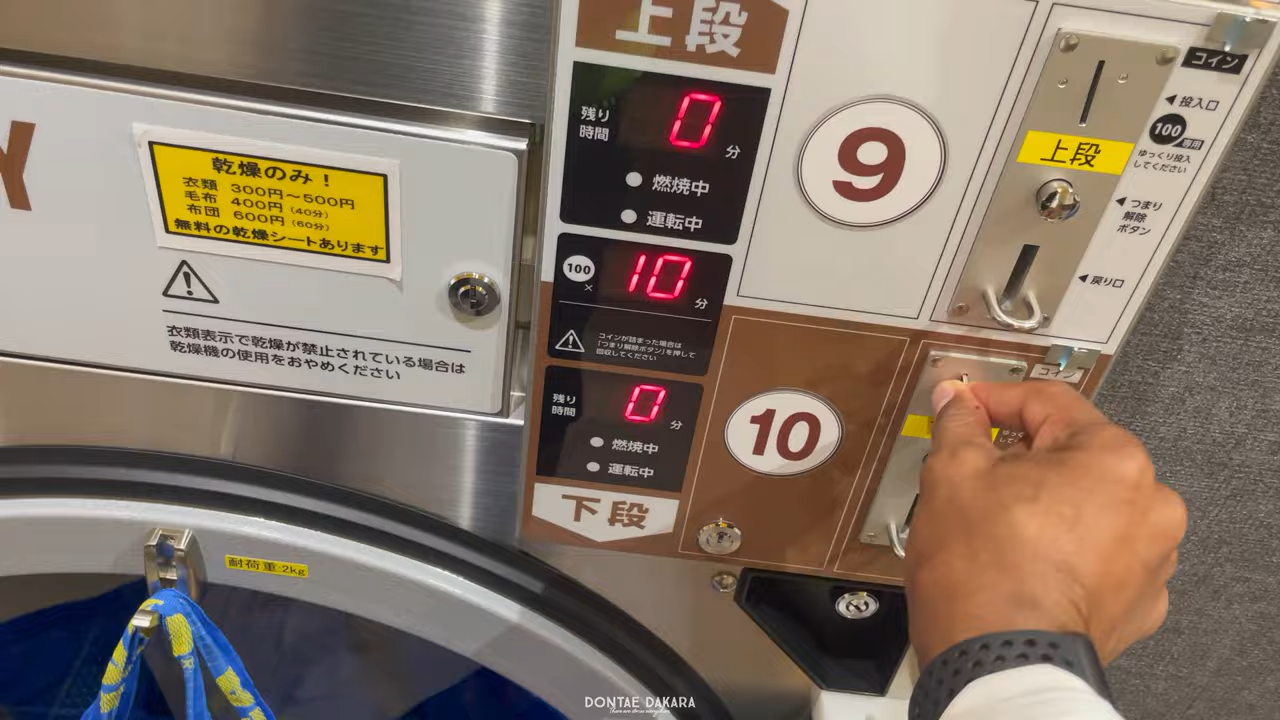 Y
乾燥のみ！
衣類 300円～500円
毛布 400円 (40分)
布団 600円 (60分)
無料の乾燥シートあります
衣類表示で乾燥が禁止されている場合は
乾燥機の使用をおやめください
耐荷重:2kg
上段
残り
時間
0
分
燃焼中
運転中
100
×
10
分
コインが詰まった場合は
「つまり解除ボタン」を押して
回収してください
残り
時間
0
分
燃焼中
運転中
下段
9
10
コイン
投入口
100
専用
ゆっくり投入
してください
上段
つまり
解除
ボタン
戻り口
コイン
DONTAE DAKARA